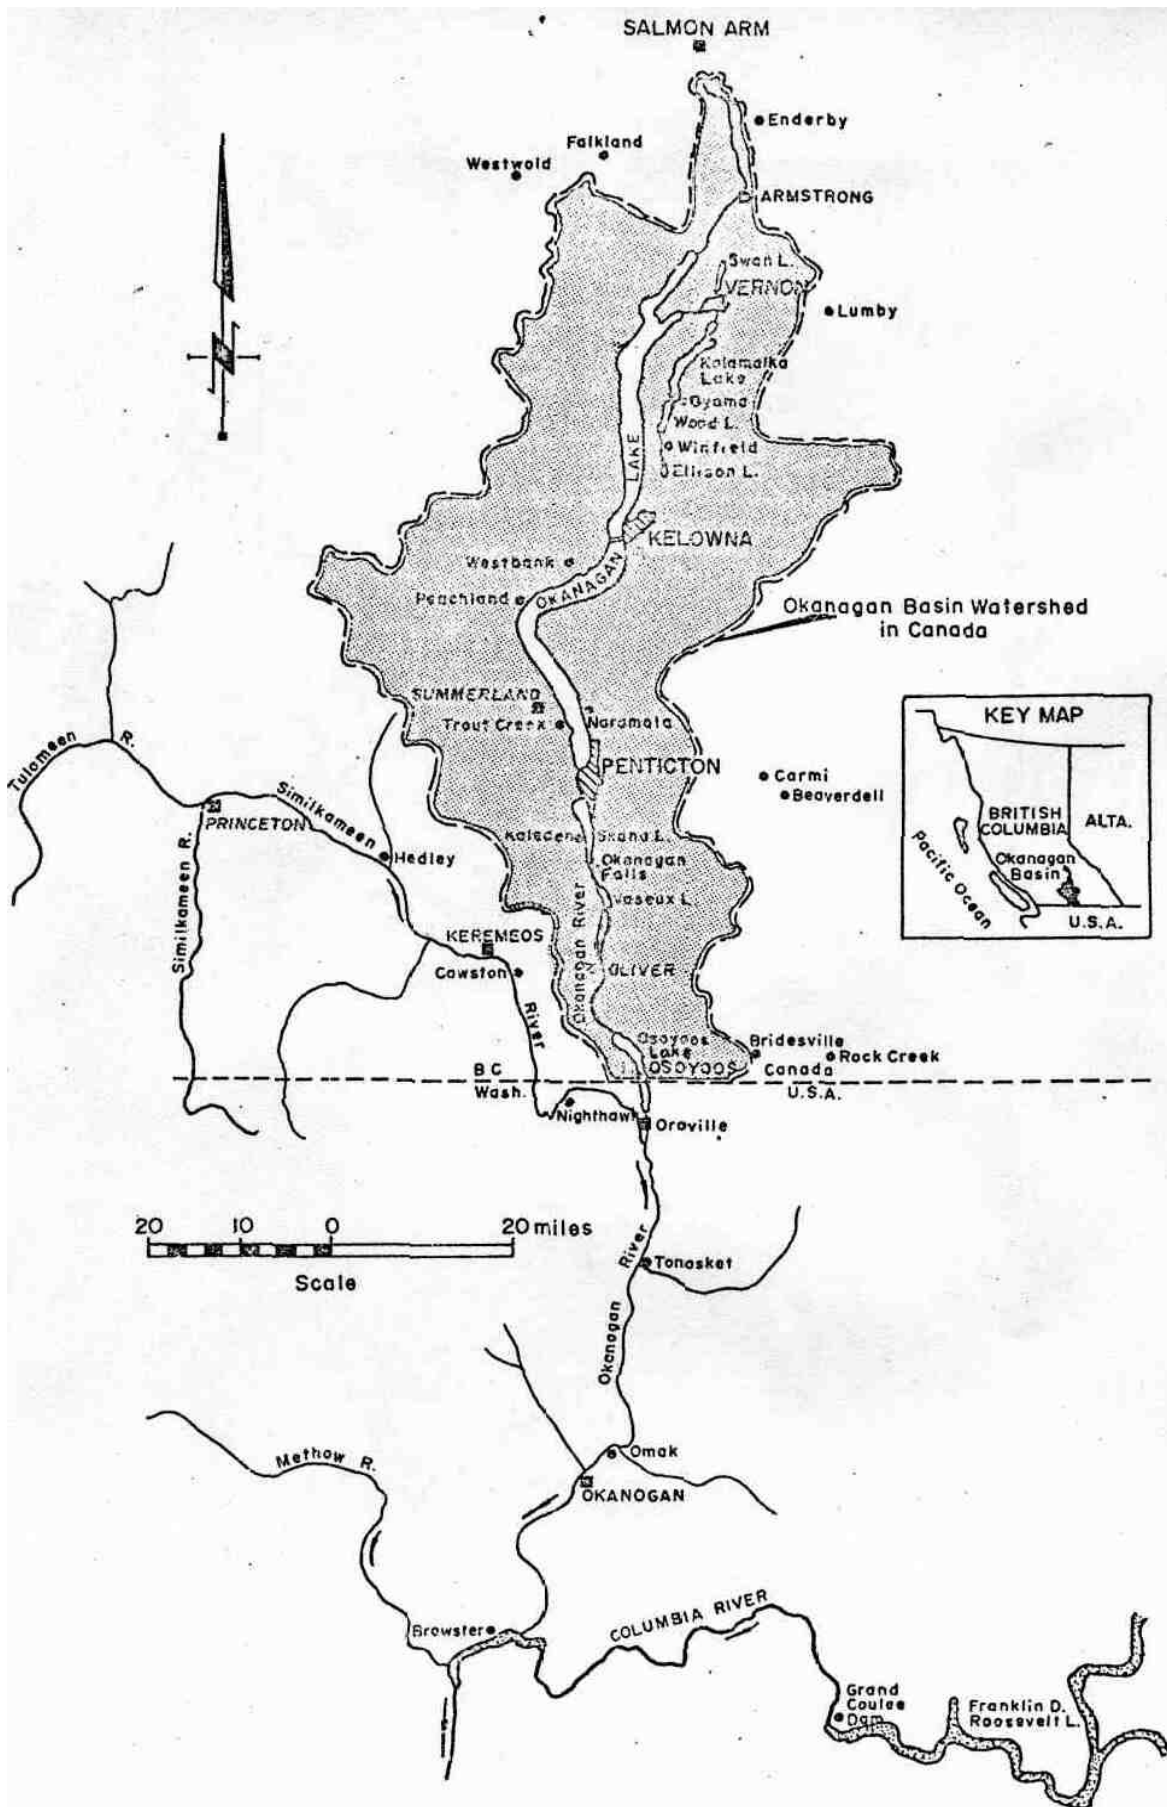 SALMON ARM
Enderby
Falkland
Westwold
ARMSTRONG
Swan L.
VERNON
Lumby
Kalamalka
Lake
Oyama
Wood L.
LAKE
Winfield
Ellison L.
KELOWNA
Westbank
OKANAGAN
Peachland
Okanagan Basin Watershed
in Canada
SUMMERLAND
Trout Creek
Naramata
PENTICTON
KEY MAP
BRITISH
COLUMBIA
ALTA.
Okanagan
Basin
Pacific Ocean
U.S.A.
Carmi
Beaverdell
Tulameen
R.
PRINCETON
Similkameen
Hedley
Similkameen R.
Kaledene
Skaha L.
Okanagan
Falls
Vaseux L.
Okanagan River
KEREMEOS
Cawston
OLIVER
River
Osoyoos
Lake
OSOYOOS
Bridesville
Rock Creek
B C
Canada
Wash.
U.S.A.
Nighthawk
Oroville
20 10 0 20 miles
Scale
River
Tonasket
Okanagan
Omak
OKANOGAN
Methow R.
Brewster
COLUMBIA RIVER
Grand
Coulee
Dam
Franklin D.
Roosevelt L.